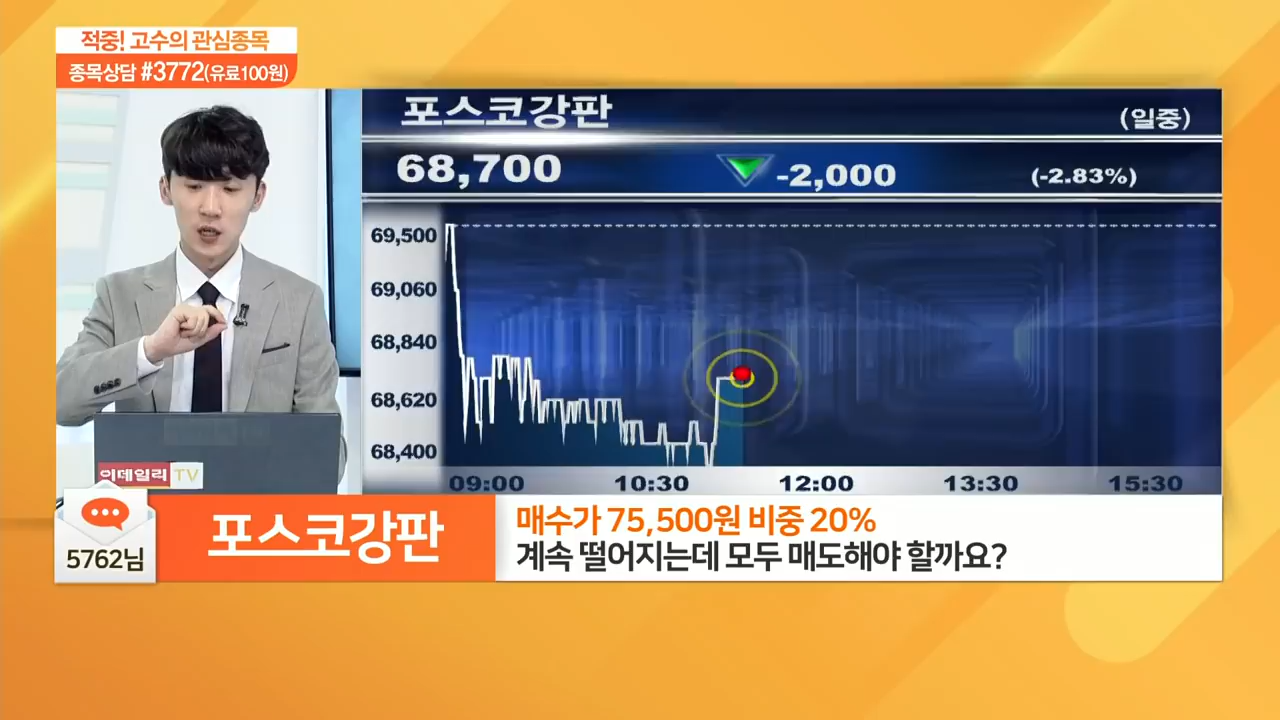 적중! 고수의 관심종목
종목상담 #3772(유료100원)
포스코강판
(일중)
68,700
-2,000
(-2.83%)
69,500
69,060
68,840
68,620
68,400
09:00
10:30
12:00
13:30
15:30
이데일리 TV
5762님
포스코강판
매수가 75,500원 비중 20%
계속 떨어지는데 모두 매도해야 할까요?